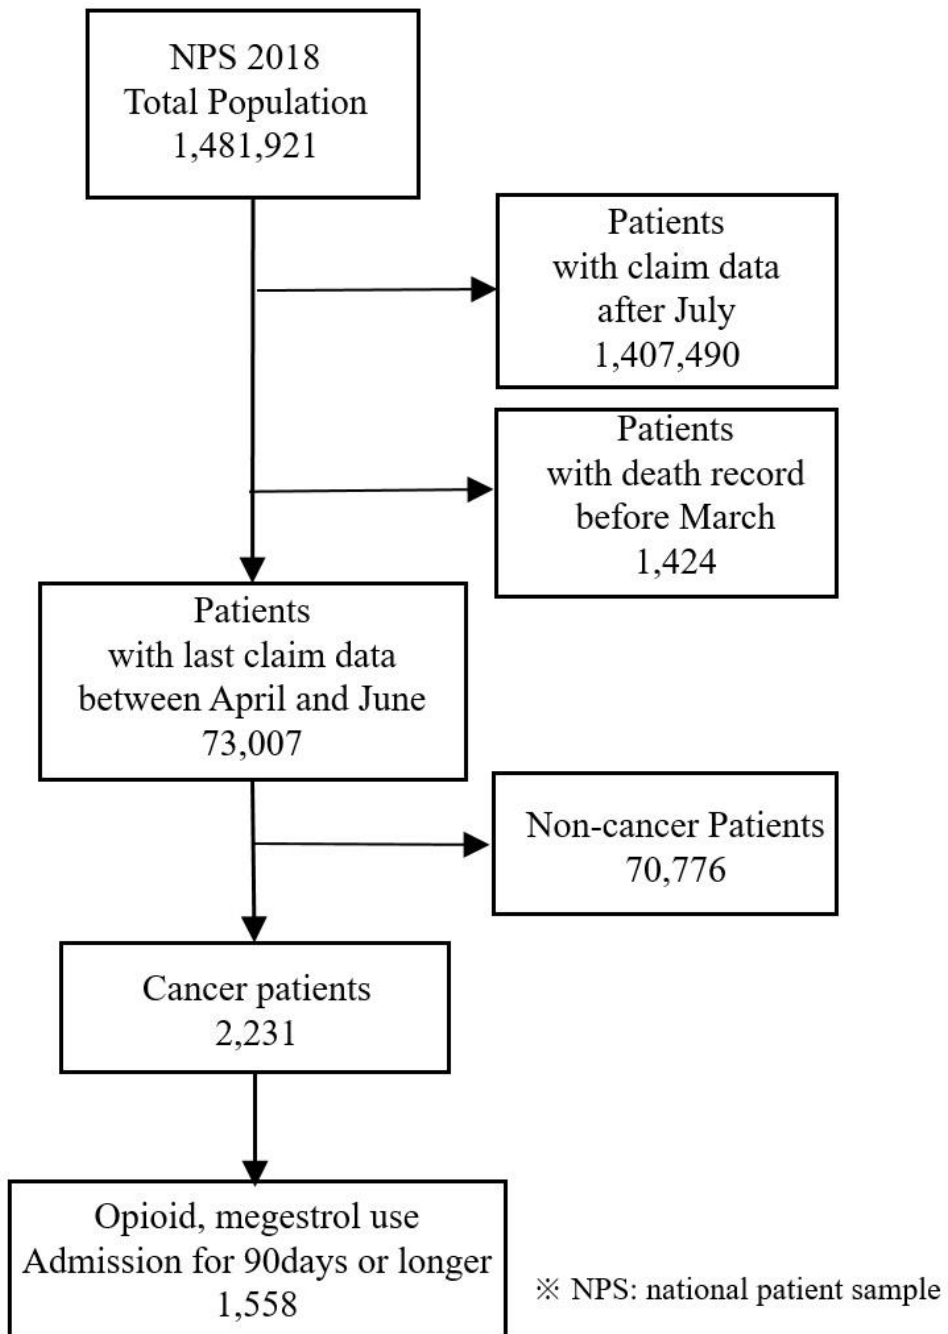 NPS 2018
Total Population
1,481,921
Patients
with claim data
after July
1,407,490
Patients
with death record
before March
1,424
Patients
with last claim data
between April and June
73,007
Non-cancer Patients
70,776
Cancer patients
2,231
Opioid, megestrol use
Admission for 90days or longer
1,558
※ NPS: national patient sample